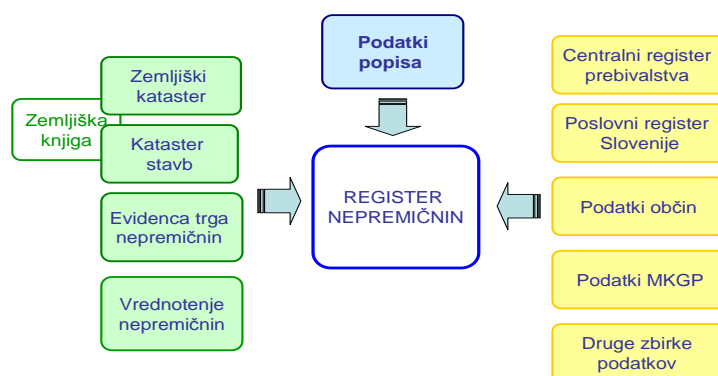 Podatki
popisa
Zemljiški
kataster
Zemljiška
knjiga
Kataster
stavb
Evidenca trga
nepremičnin
Vrednotenje
nepremičnin
REGISTER
NEPREMIČNIN
Centralni register
prebivalstva
Poslovni register
Slovenije
Podatki občin
Podatki MKGP
Druge zbirke
podatkov